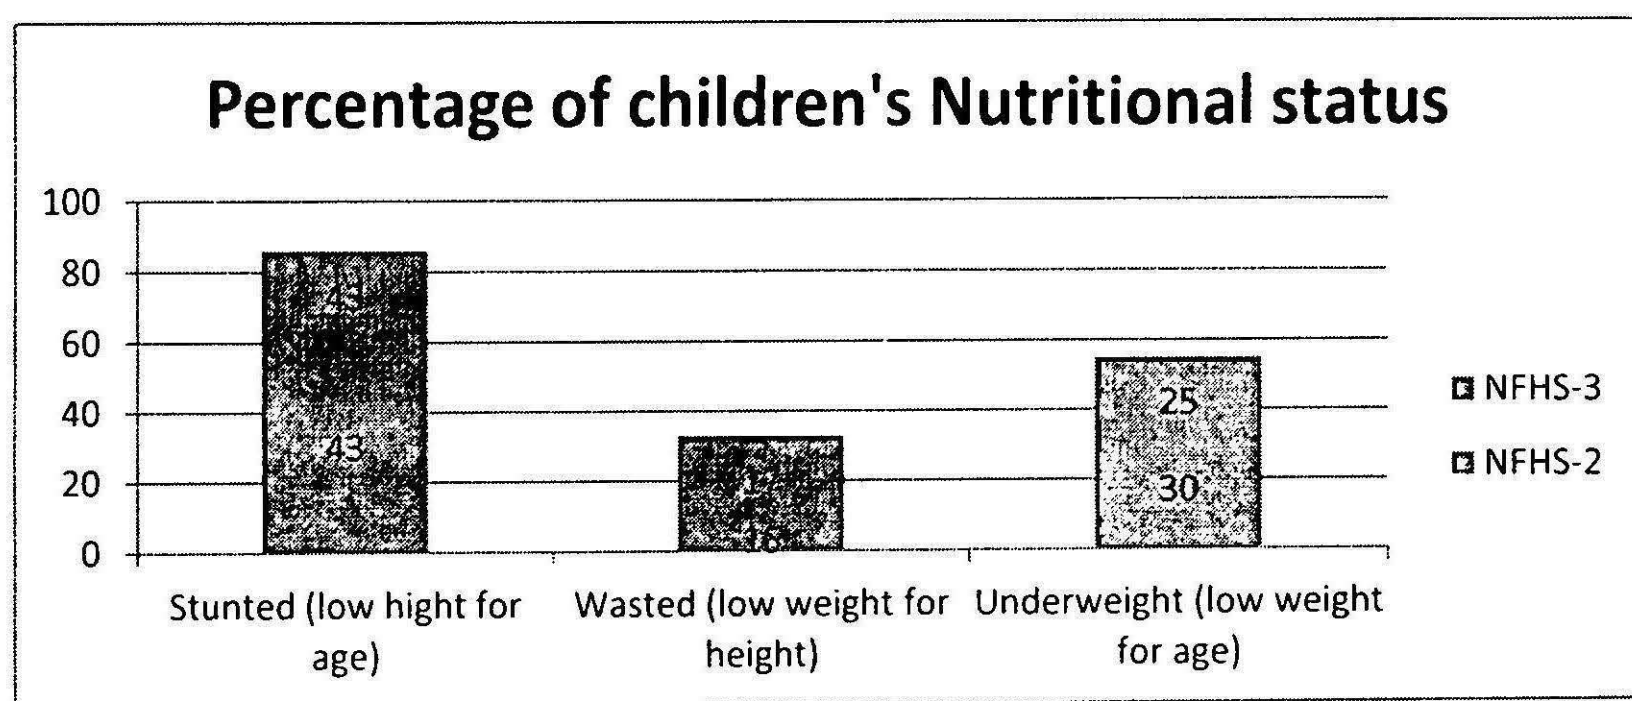 Percentage of children's Nutritional status
100
80
60
40
20
0
43
43
16
25
30
NFHS-3
NFHS-2
Stunted (low hight for
age)
Wasted (low weight for
height)
Underweight (low weight
for age)